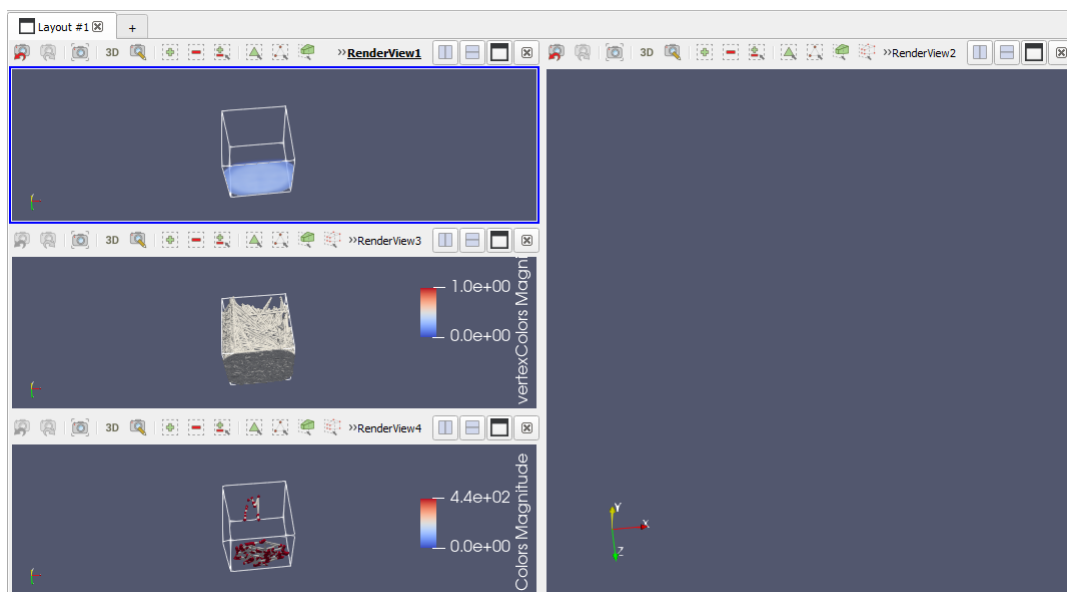 Layout #1
+
3D
»RenderView1
3D
»RenderView2
3D
»RenderView3
1.0e+00
0.0e+00
vertexColors Magni
3D
»RenderView4
4.4e+02
0.0e+00
Colors Magnitude
Y
X
Z